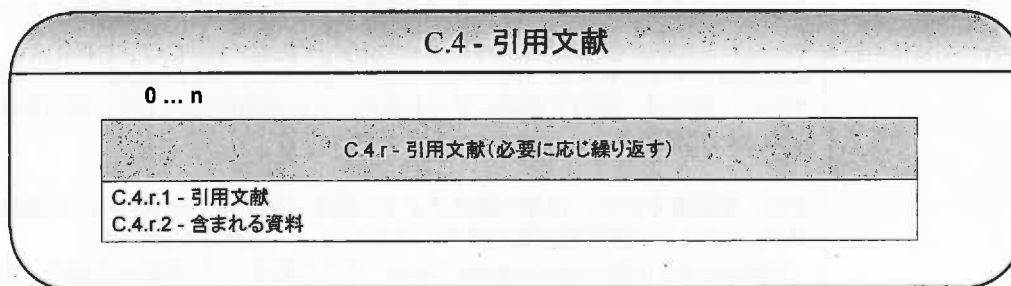 C.4 - 引用文献
0 ... n
C.4.r - 引用文献(必要に応じ繰り返す)
C.4.r.1 - 引用文献
C.4.r.2 - 含まれる資料